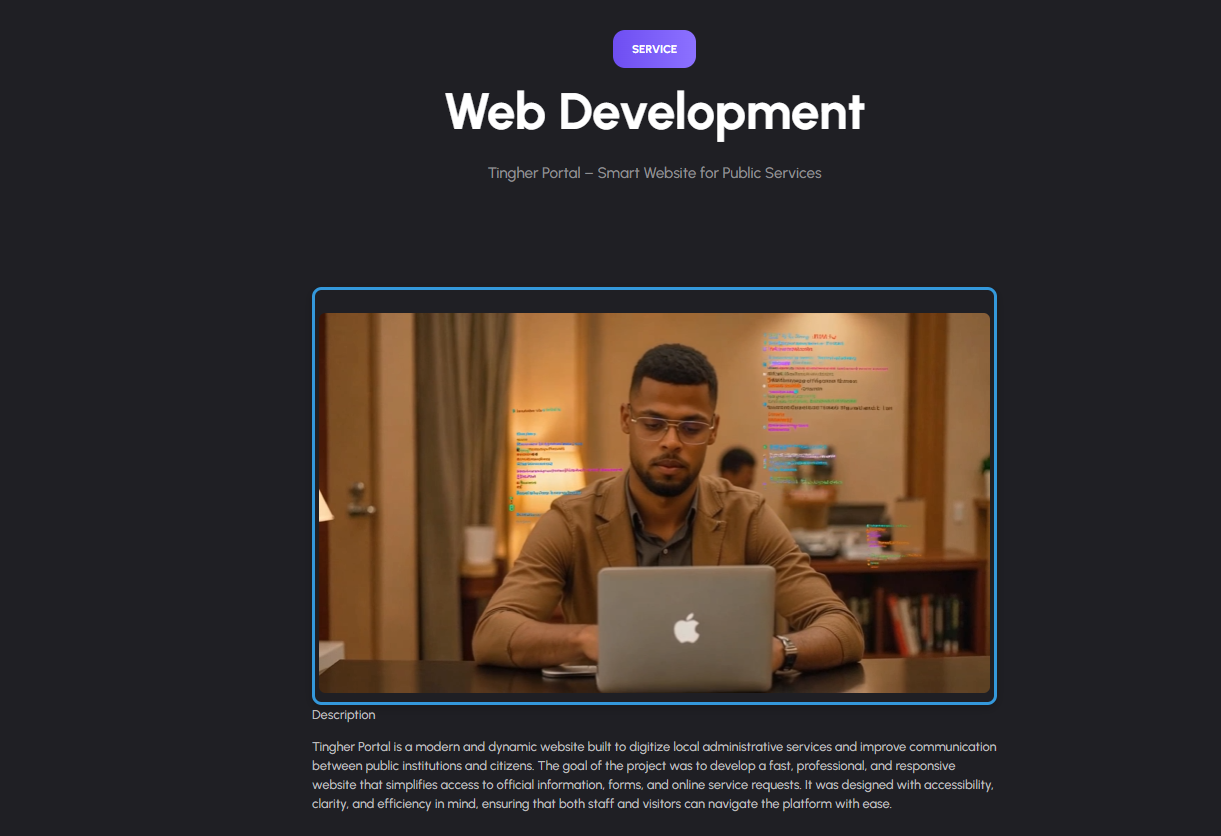 SERVICE
Web Development
Tingher Portal – Smart Website for Public Services
Description
Tingher Portal is a modern and dynamic website built to digitize local administrative services and improve communication
between public institutions and citizens. The goal of the project was to develop a fast, professional, and responsive
website that simplifies access to official information, forms, and online service requests. It was designed with accessibility,
clarity, and efficiency in mind, ensuring that both staff and visitors can navigate the platform with ease.